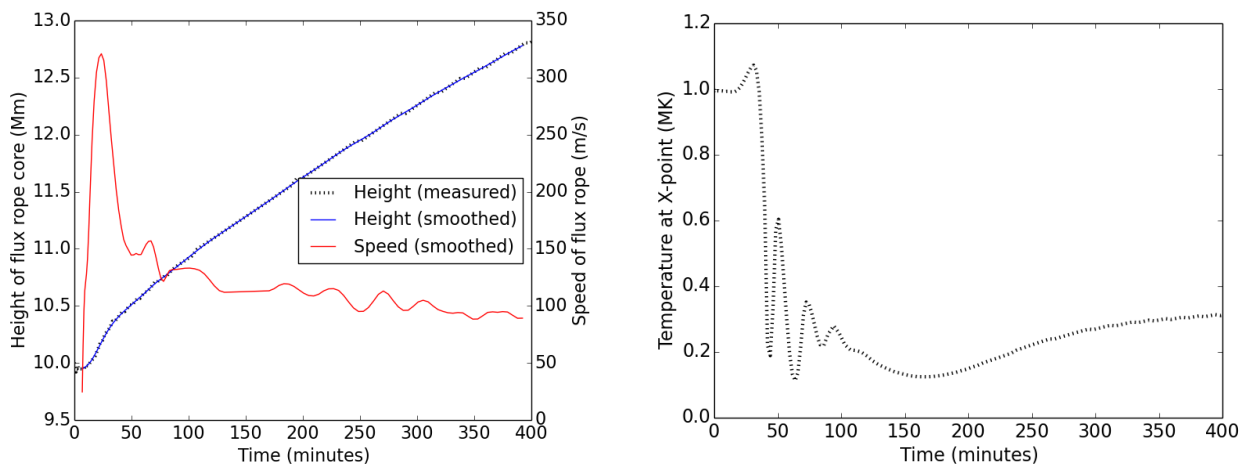 13.0
12.5
12.0
11.5
11.0
10.5
10.0
9.5
Height of flux rope core (Mm)
350
300
250
200
150
100
50
0
Speed of flux rope (m/s)
Height (measured)
Height (smoothed)
Speed (smoothed)
0 50 100 150 200 250 300 350 400
Time (minutes)
1.2
1.0
0.8
0.6
0.4
0.2
0.0
Temperature at X-point (MK)
0 50 100 150 200 250 300 350 400
Time (minutes)